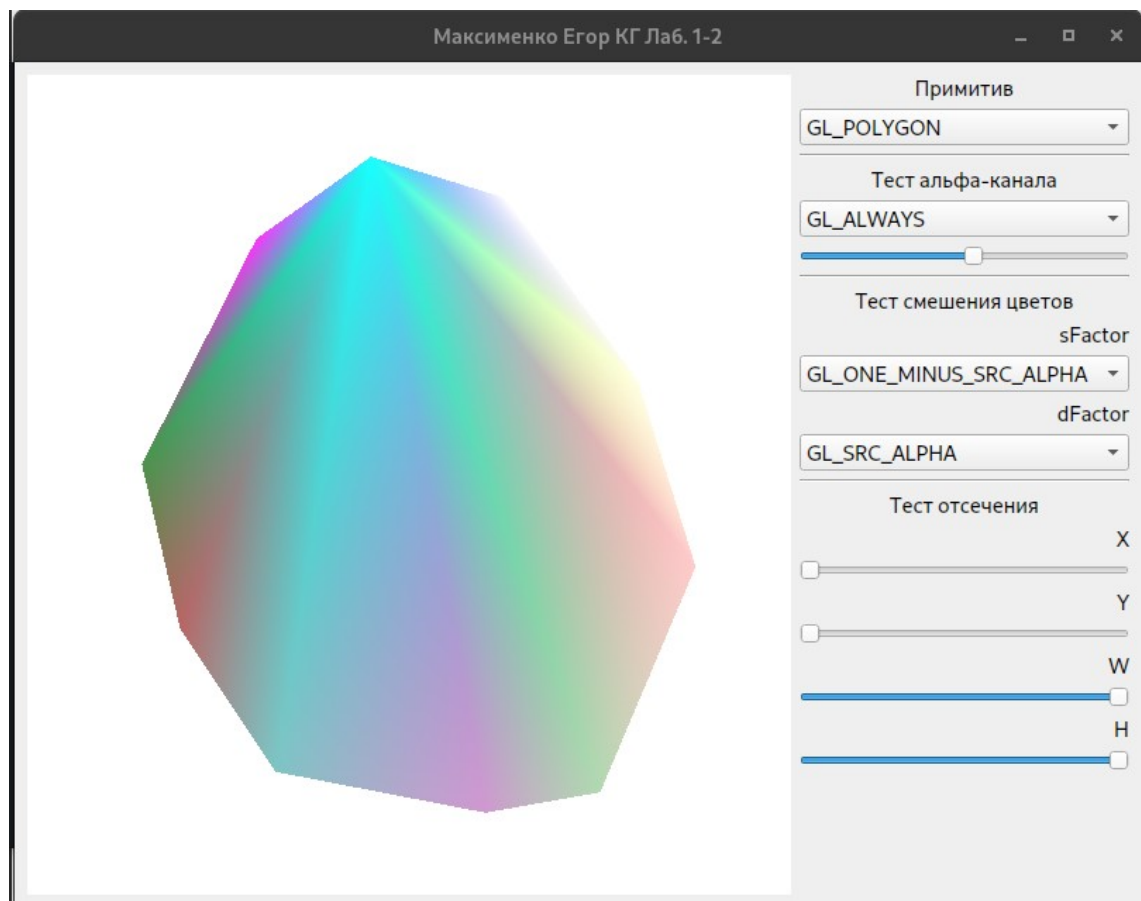 Максименко Егор КГ Лаб. 1-2
Примитив
GL_POLYGON
Тест альфа-канала
GL_ALWAYS
Тест смешения цветов
sFactor
GL_ONE_MINUS_SRC_ALPHA
dFactor
GL_SRC_ALPHA
Тест отсечения
X
Y
W
H